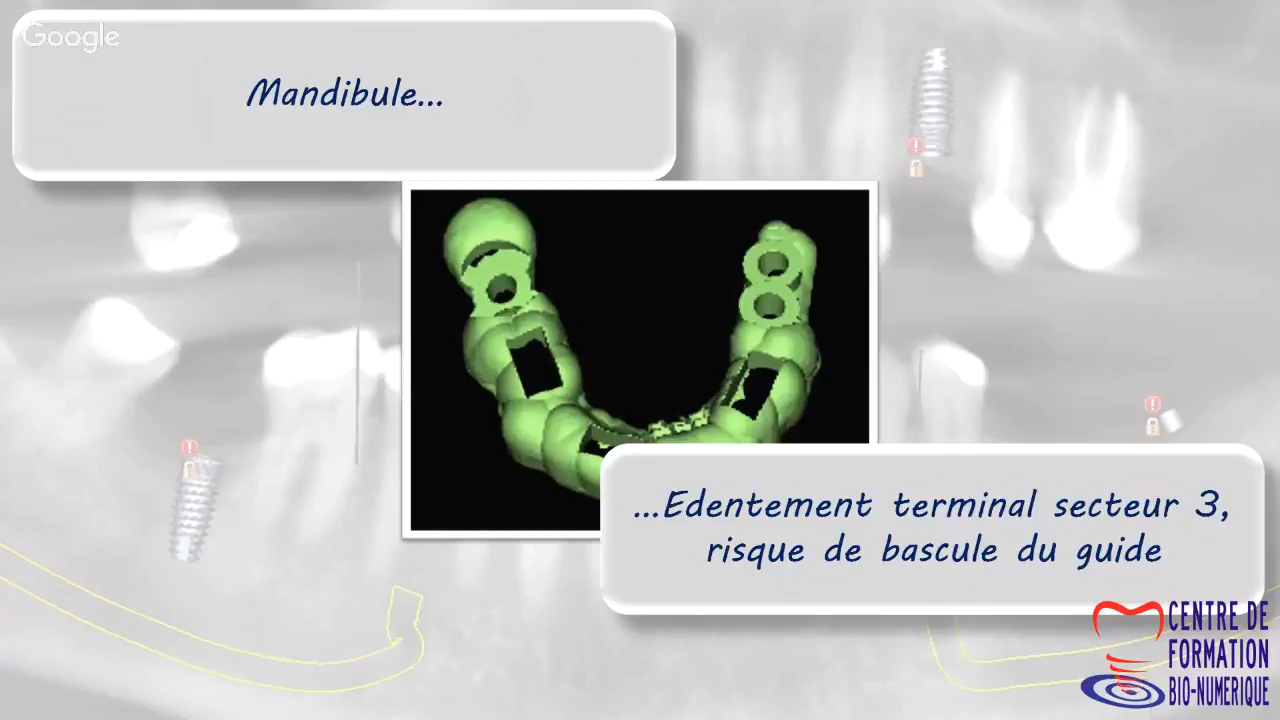 Google
Mandibule...
...Edentement terminal secteur 3,
risque de bascule du guide
CENTRE DE
FORMATION
BIO-NUMERIQUE